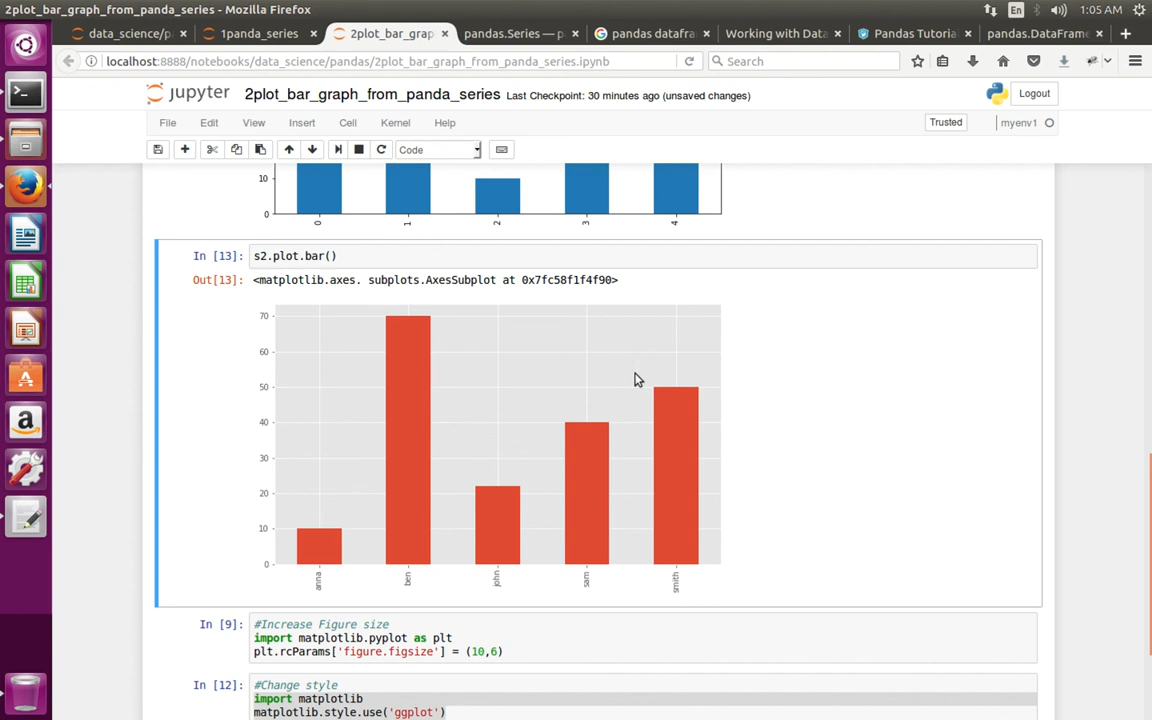 2plot_bar_graph_from_panda_series - Mozilla Firefox
En
1:05 AM
data_science/p
1panda_series
2plot_bar_grap
pandas.Series — p
pandas datafra
Working with Data
Pandas Tutorial
pandas.DataFrame
localhost:8888/notebooks/data_science/pandas/2plot_bar_graph_from_panda_series.ipynb
Search
jupyter
2plot_bar_graph_from_panda_series Last Checkpoint: 30 minutes ago (unsaved changes)
Logout
File Edit View Insert Cell Kernel Help
Trusted
myenv1
Code
10
0
0 1 2 3 4
In [13]: s2.plot.bar()
Out[13]: <matplotlib.axes._subplots.AxesSubplot at 0x7fc58f1f4f90>
70
60
50
40
30
20
10
0
anna ben john sam smith
In [9]: #Increase Figure size
import matplotlib.pyplot as plt
plt.rcParams['figure.figsize'] = (10,6)
In [12]: #Change style
import matplotlib
matplotlib.style.use('ggplot')